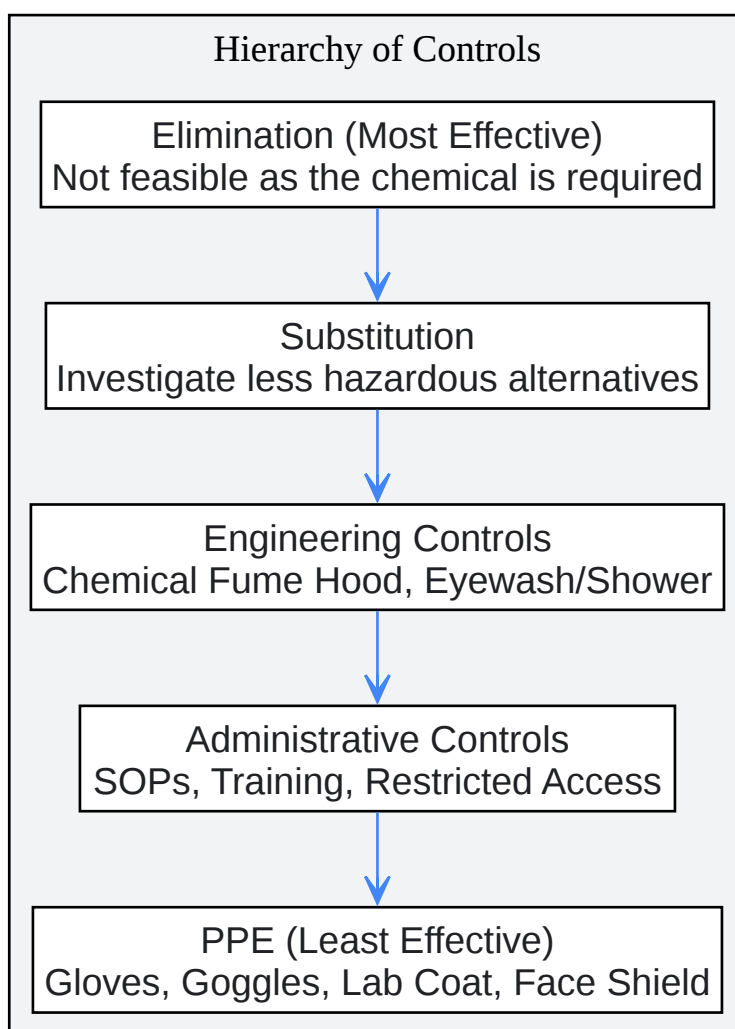 Hierarchy of Controls
Elimination (Most Effective)
Not feasible as the chemical is required
Substitution
Investigate less hazardous alternatives
Engineering Controls
Chemical Fume Hood, Eyewash/Shower
Administrative Controls
SOPs, Training, Restricted Access
PPE (Least Effective)
Gloves, Goggles, Lab Coat, Face Shield